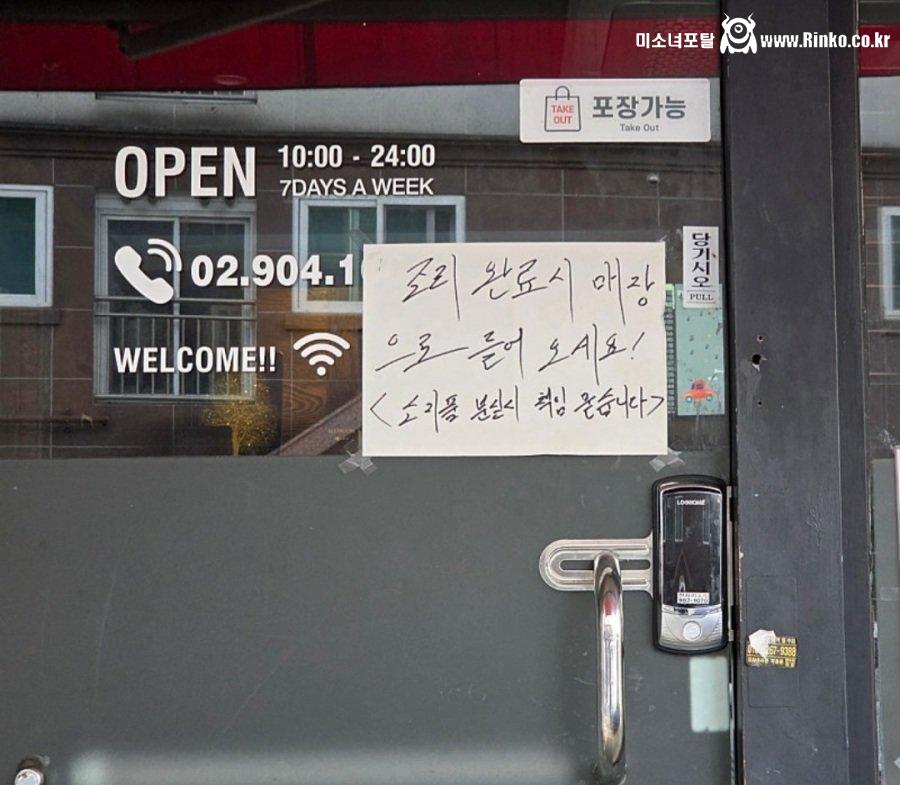 미소녀포탈 www.Rinko.co.kr
TAKE OUT 포장가능
Take Out
OPEN 10:00 - 24:00
7DAYS A WEEK
02.904.1
당기시오
PULL
WELCOME!!
조리 완료시 매장
으로 들어 오세요!
<소지품 분실시 책임 묻습니다>
LOGHOME